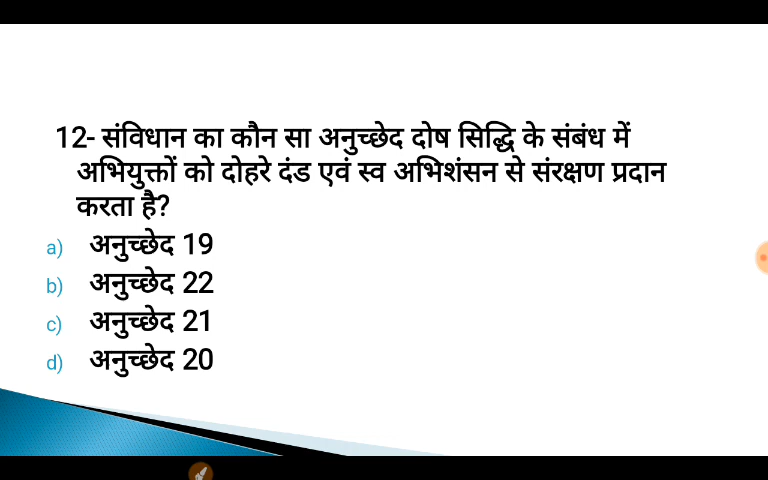 12- संविधान का कौन सा अनुच्छेद दोष सिद्धि के संबंध में
अभियुक्तों को दोहरे दंड एवं स्व अभिशंसन से संरक्षण प्रदान
करता है?
a) अनुच्छेद 19
b) अनुच्छेद 22
c) अनुच्छेद 21
d) अनुच्छेद 20